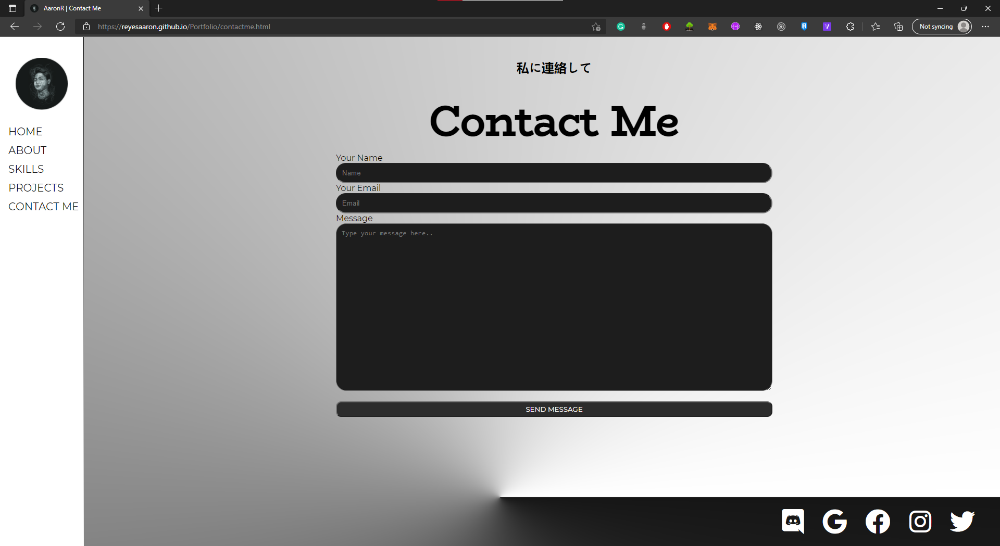 AaronR | Contact Me
https://reyesaaron.github.io/Portfolio/contactme.html
Not syncing
HOME
ABOUT
SKILLS
PROJECTS
CONTACT ME
私に連絡して
Contact Me
Your Name
Name
Your Email
Email
Message
Type your message here..
SEND MESSAGE